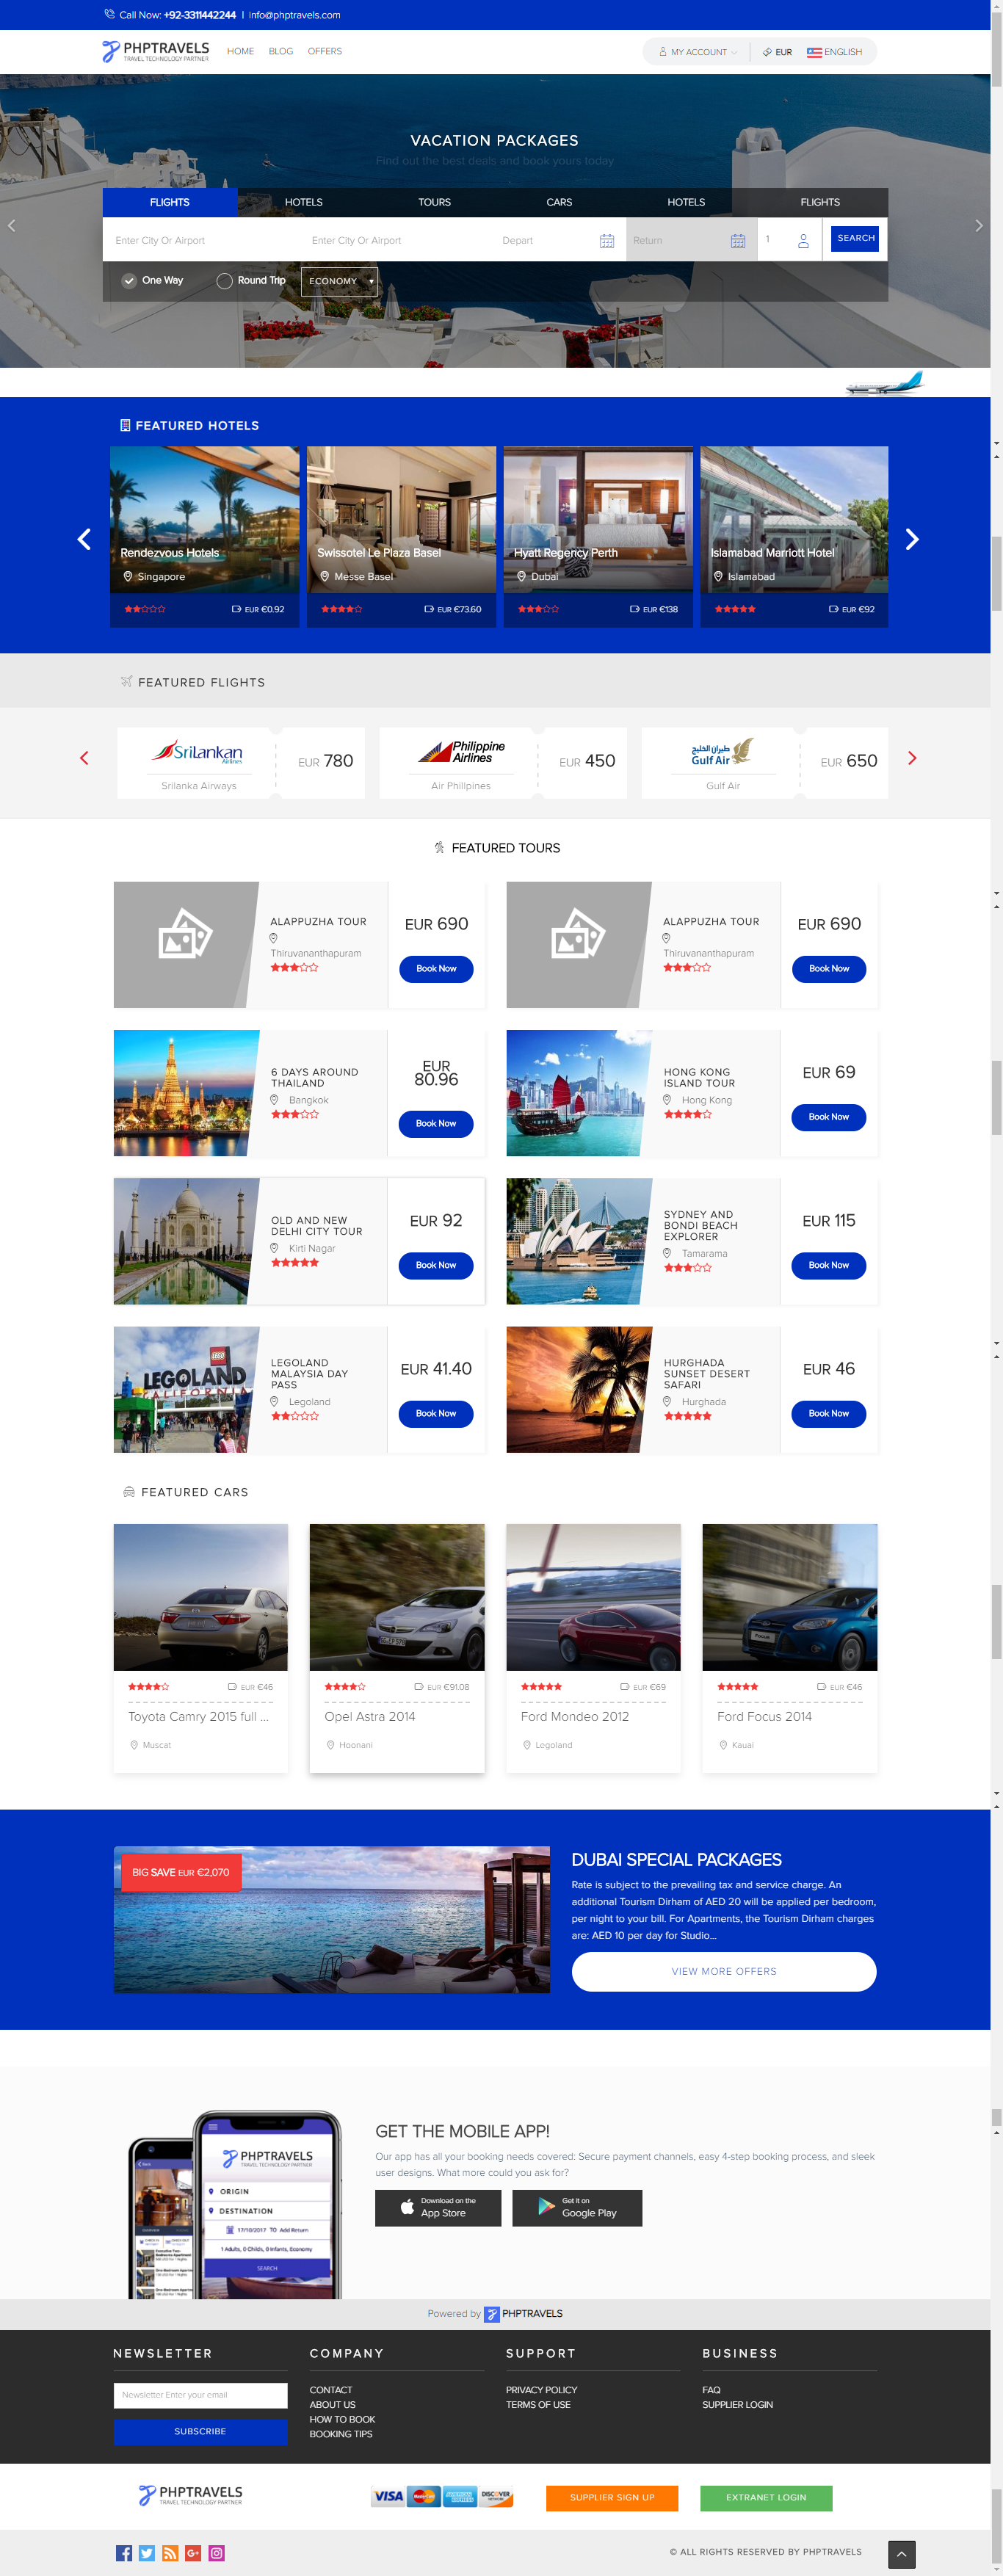 Call Now: +92-3311442244 | info@phptravels.com
PHPTRAVELS
TRAVEL TECHNOLOGY PARTNER
HOME BLOG OFFERS
MY ACCOUNT EUR ENGLISH
VACATION PACKAGES
Find out the best deals and book yours today
FLIGHTS HOTELS TOURS CARS HOTELS FLIGHTS
Enter City Or Airport Enter City Or Airport Depart Return 1 SEARCH
One Way Round Trip ECONOMY
FEATURED HOTELS
Rendezvous Hotels
Singapore
EUR €0.92
Swissotel Le Plaza Basel
Messe Basel
EUR €73.60
Hyatt Regency Perth
Dubai
EUR €138
Islamabad Marriott Hotel
Islamabad
EUR €92
FEATURED FLIGHTS
SriLankan
Airlines
Srilanka Airways
EUR 780
Philippine
Airlines
Air Philipines
EUR 450
طيران الخليج
Gulf Air
Gulf Air
EUR 650
FEATURED TOURS
ALAPPUZHA TOUR
Thiruvananthapuram
EUR 690
Book Now
ALAPPUZHA TOUR
Thiruvananthapuram
EUR 690
Book Now
6 DAYS AROUND
THAILAND
Bangkok
EUR
80.96
Book Now
HONG KONG
ISLAND TOUR
Hong Kong
EUR 69
Book Now
OLD AND NEW
DELHI CITY TOUR
Kirti Nagar
EUR 92
Book Now
SYDNEY AND
BONDI BEACH
EXPLORER
Tamarama
EUR 115
Book Now
LEGO
LEGOLAND
CALIFORNIA
LEGOLAND
MALAYSIA DAY
PASS
Legoland
EUR 41.40
Book Now
HURGHADA
SUNSET DESERT
SAFARI
Hurghada
EUR 46
Book Now
FEATURED CARS
EUR €46
Toyota Camry 2015 full ...
Muscat
EUR €91.08
Opel Astra 2014
Hoonani
EUR €69
Ford Mondeo 2012
Legoland
FOCUS
EUR €46
Ford Focus 2014
Kauai
BIG SAVE EUR €2,070
DUBAI SPECIAL PACKAGES
Rate is subject to the prevailing tax and service charge. An
additional Tourism Dirham of AED 20 will be applied per bedroom,
per night to your bill. For Apartments, the Tourism Dirham charges
are: AED 10 per day for Studio...
VIEW MORE OFFERS
PHPTRAVELS
TRAVEL TECHNOLOGY PARTNER
ORIGIN
DESTINATION
17/10/2017 TO Add Return
1 Adults, 0 Childs, 0 Infants, Economy
SEARCH
GET THE MOBILE APP!
Our app has all your booking needs covered: Secure payment channels, easy 4-step booking process, and sleek
user designs. What more could you ask for?
Download on the
App Store
Get it on
Google Play
Powered by PHPTRAVELS
NEWSLETTER
Newsletter Enter your email
SUBSCRIBE
COMPANY
CONTACT
ABOUT US
HOW TO BOOK
BOOKING TIPS
SUPPORT
PRIVACY POLICY
TERMS OF USE
BUSINESS
FAQ
SUPPLIER LOGIN
PHPTRAVELS
TRAVEL TECHNOLOGY PARTNER
VISA MasterCard AMERICAN EXPRESS DISCOVER
SUPPLIER SIGN UP
EXTRANET LOGIN
© ALL RIGHTS RESERVED BY PHPTRAVELS